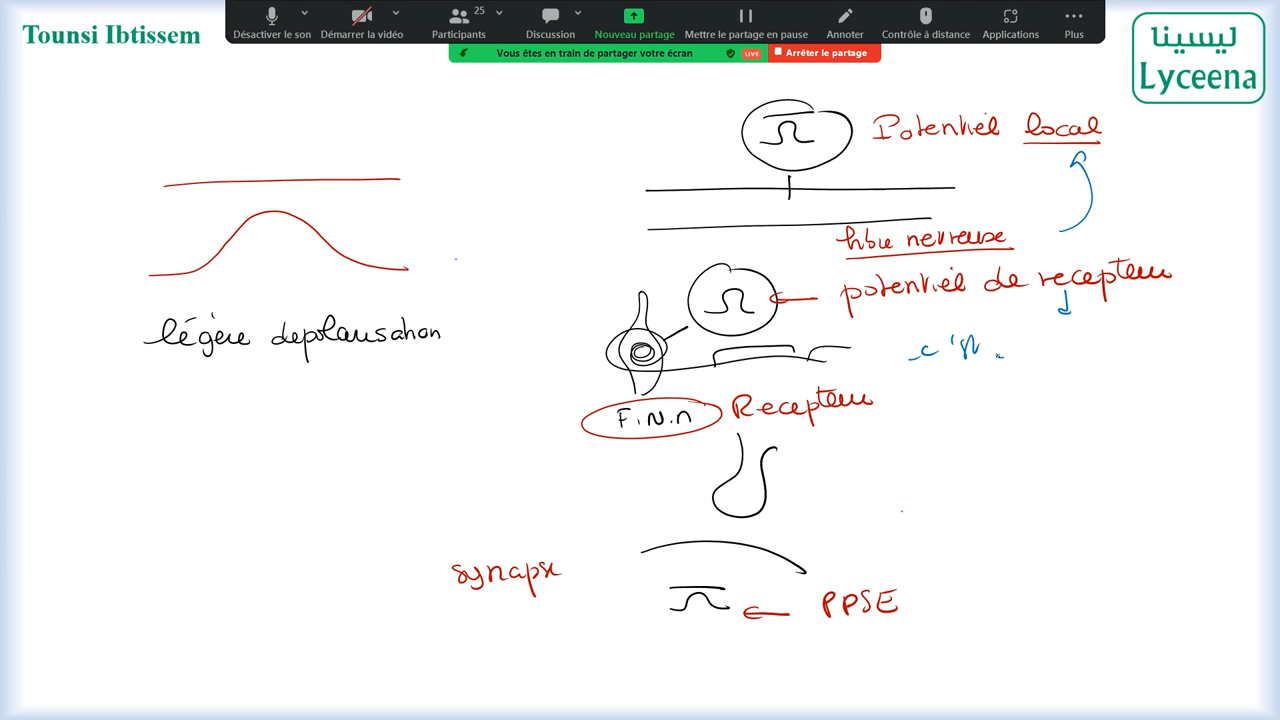 Tounsi Ibtissem
Désactiver le son
Démarrer la vidéo
25
Participants
Discussion
Nouveau partage
Mettre le partage en pause
Annoter
Contrôle à distance
Applications
Plus
Vous êtes en train de partager votre écran
LIVE
Arrêter le partage
ليسينا
Lyceena
Potentiel local
fibre nerveuse
potentiel de recepteur
légère depolarisation
c'st
F.N.n Recepteur
synapse
PPSE